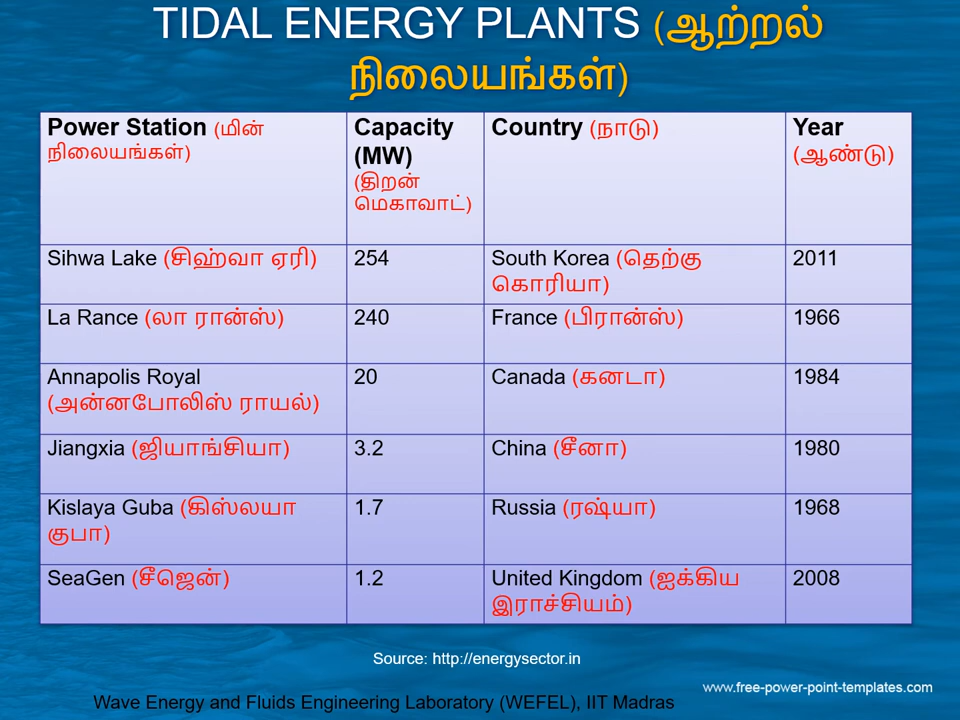 TIDAL ENERGY PLANTS (ஆற்றல்
நிலையங்கள்)
Power Station (மின்
நிலையங்கள்)
Capacity
(MW)
(திறன்
மெகாவாட்)
Country (நாடு)
Year
(ஆண்டு)
Sihwa Lake (சிஹ்வா ஏரி)
254
South Korea (தெற்கு
கொரியா)
2011
La Rance (லா ரான்ஸ்)
240
France (பிரான்ஸ்)
1966
Annapolis Royal
(அன்னபோலிஸ் ராயல்)
20
Canada (கனடா)
1984
Jiangxia (ஜியாங்சியா)
3.2
China (சீனா)
1980
Kislaya Guba (கிஸ்லயா
குபா)
1.7
Russia (ரஷ்யா)
1968
SeaGen (சீஜென்)
1.2
United Kingdom (ஐக்கிய
இராச்சியம்)
2008
Source: http://energysector.in
www.free-power-point-templates.com
Wave Energy and Fluids Engineering Laboratory (WEFEL), IIT Madras